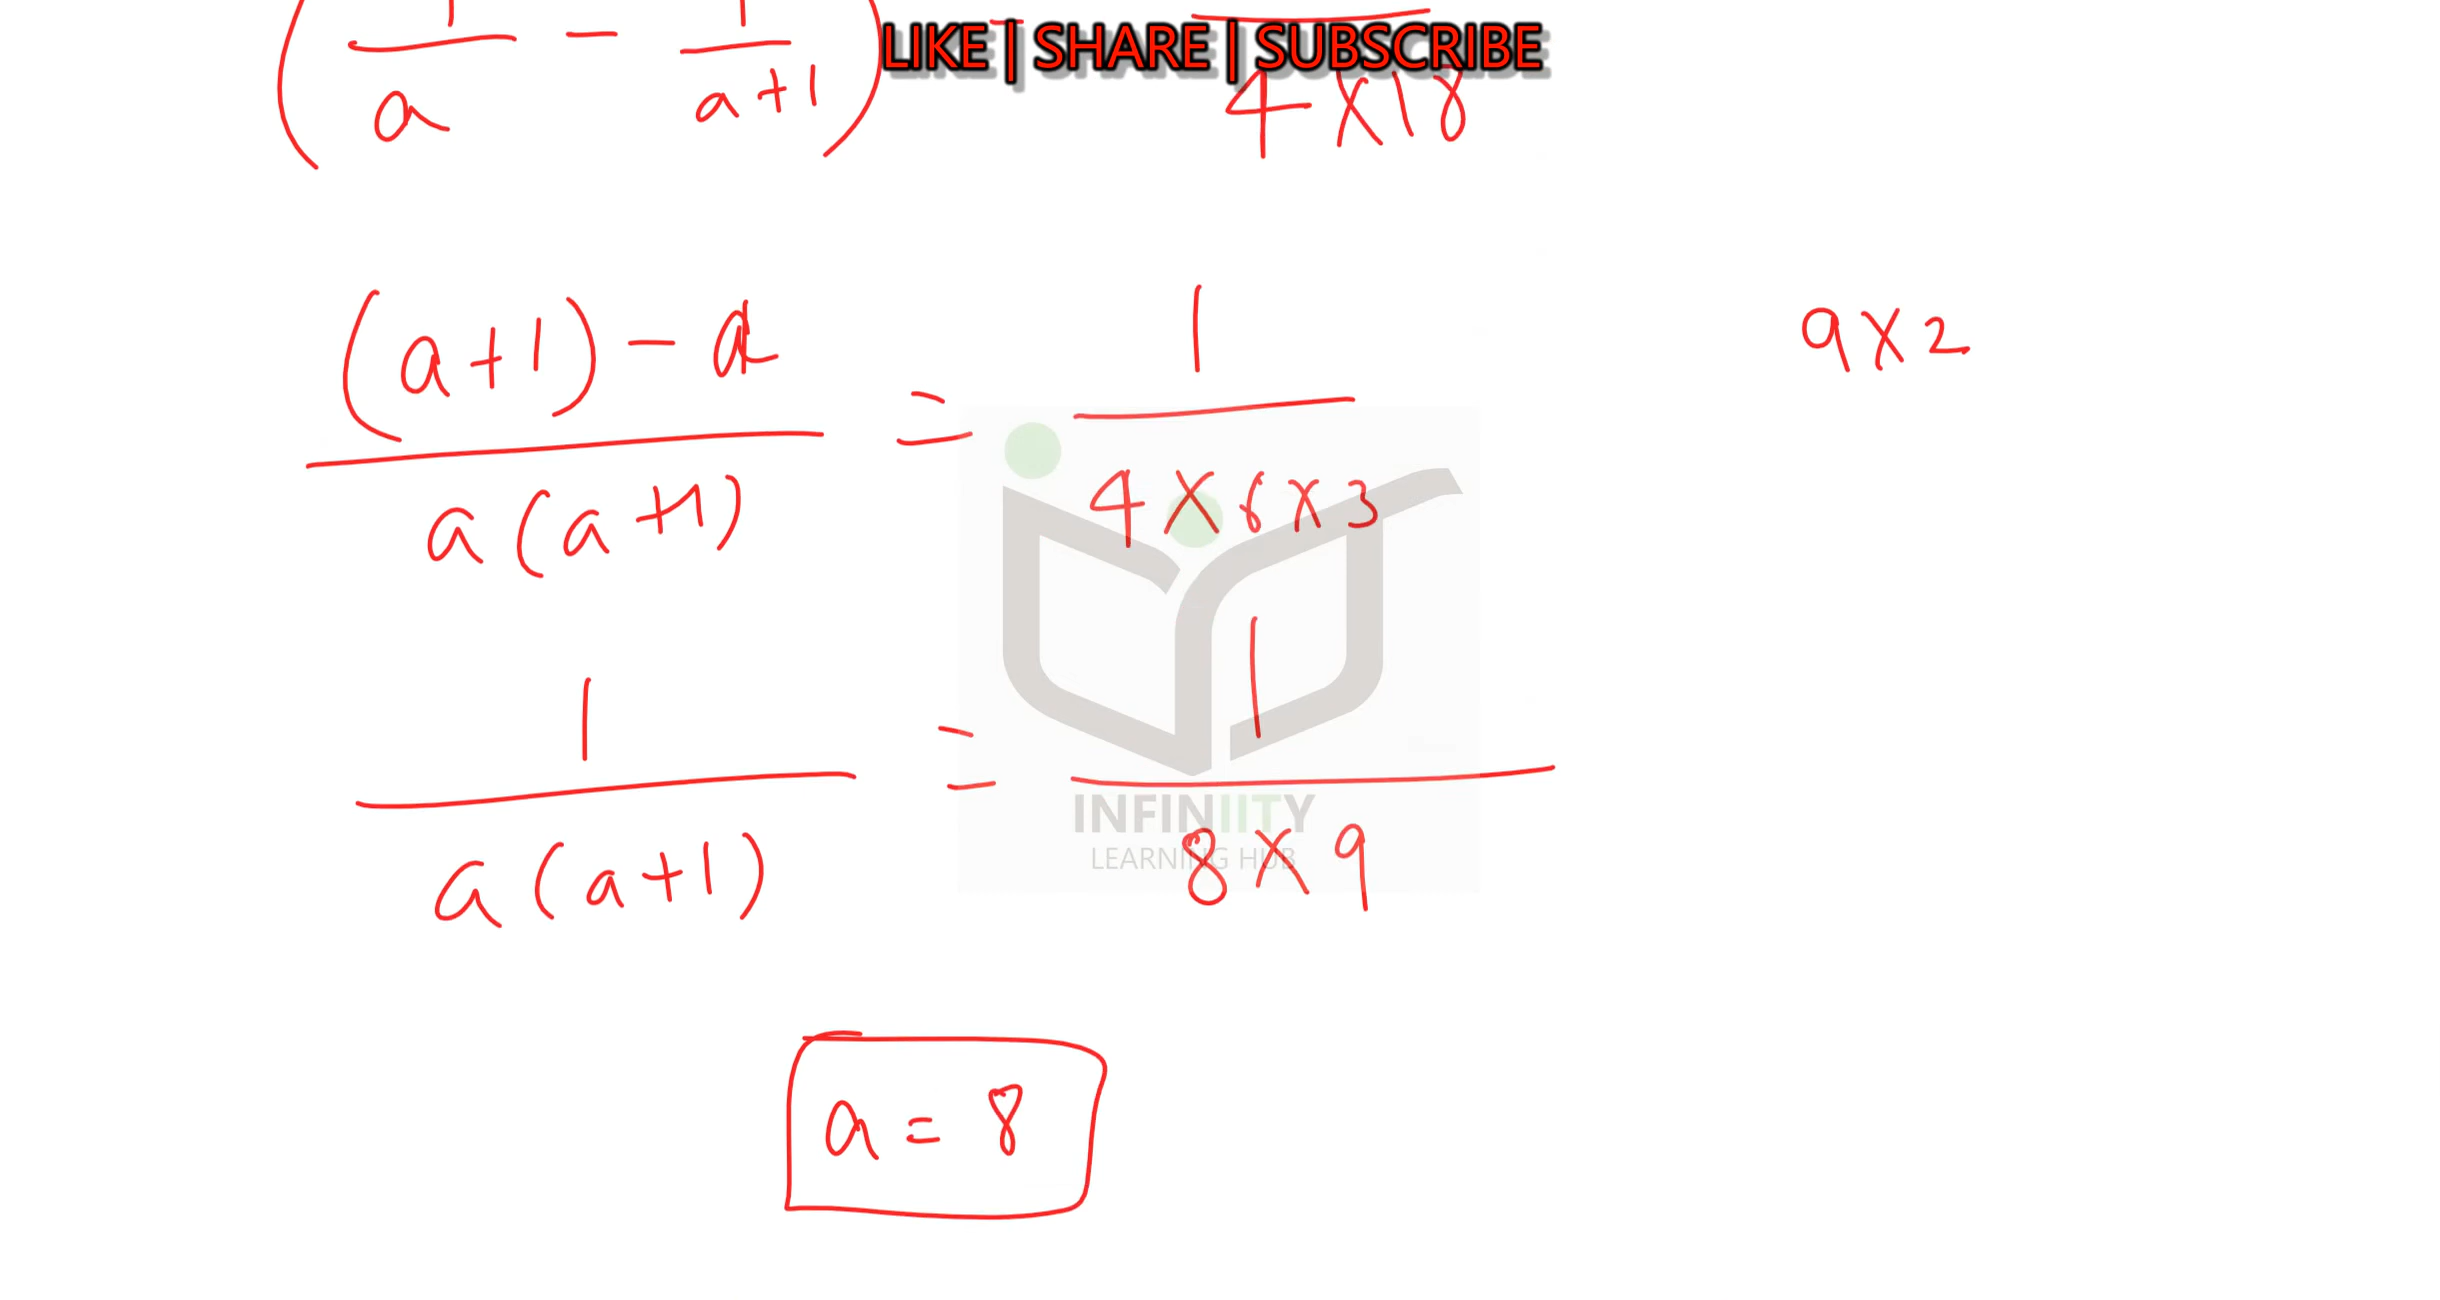 LIKE | SHARE | SUBSCRIBE
(1/a - 1/a+1) = 1/4×18
(a+1)-a / a(a+1) = 1 / 4×6×3
9×2
1 / a(a+1) = 1 / 8×9
INFINIITY
LEARNING HUB
a = 8